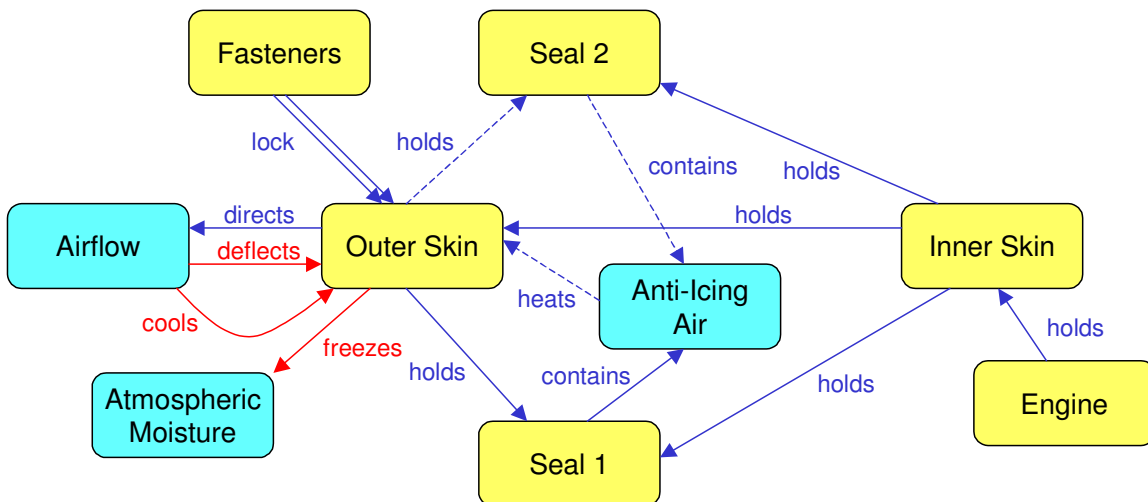 Fasteners
Seal 2
lock
holds
contains
holds
directs
holds
Airflow
deflects
Outer Skin
Inner Skin
heats
Anti-Icing
Air
cools
freezes
holds
contains
holds
holds
Atmospheric
Moisture
Engine
Seal 1